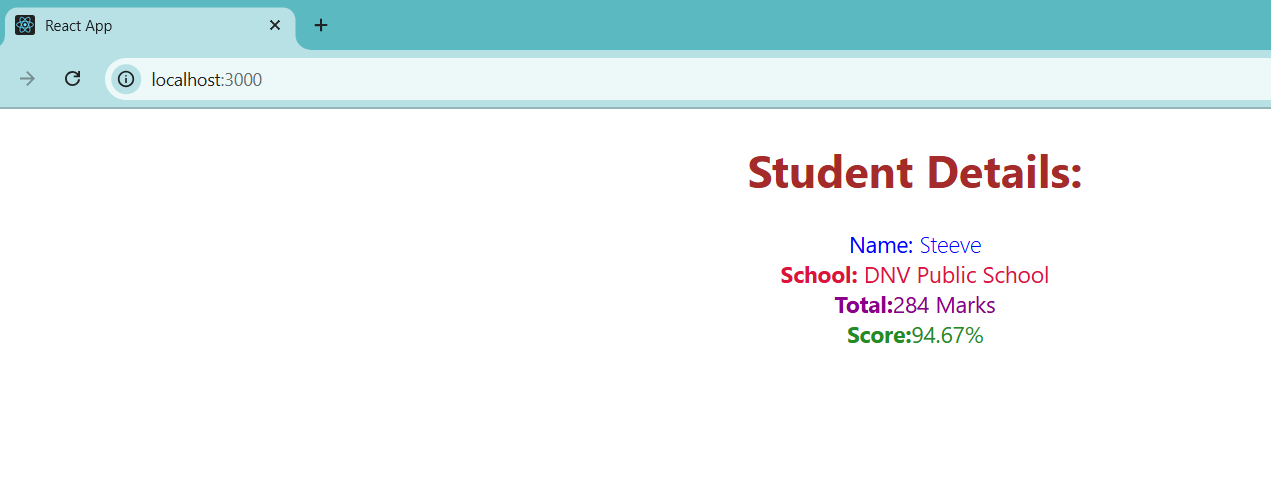 React App
localhost:3000
Student Details:
Name: Steeve
School: DNV Public School
Total:284 Marks
Score:94.67%